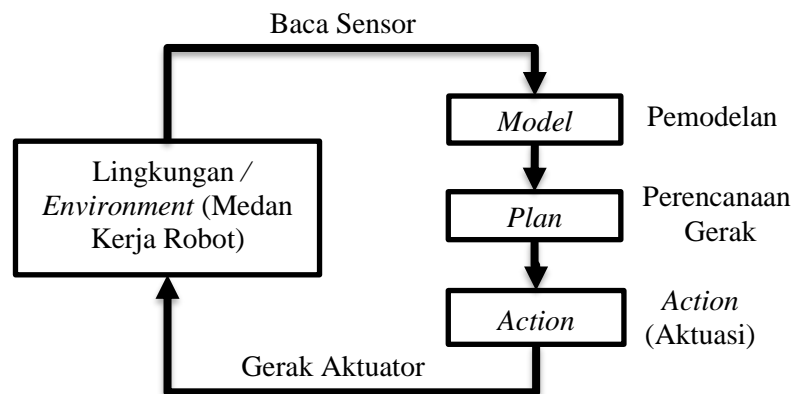 Baca Sensor
Model
Pemodelan
Lingkungan /
Environment (Medan
Kerja Robot)
Plan
Perencanaan
Gerak
Action
Action
(Aktuasi)
Gerak Aktuator